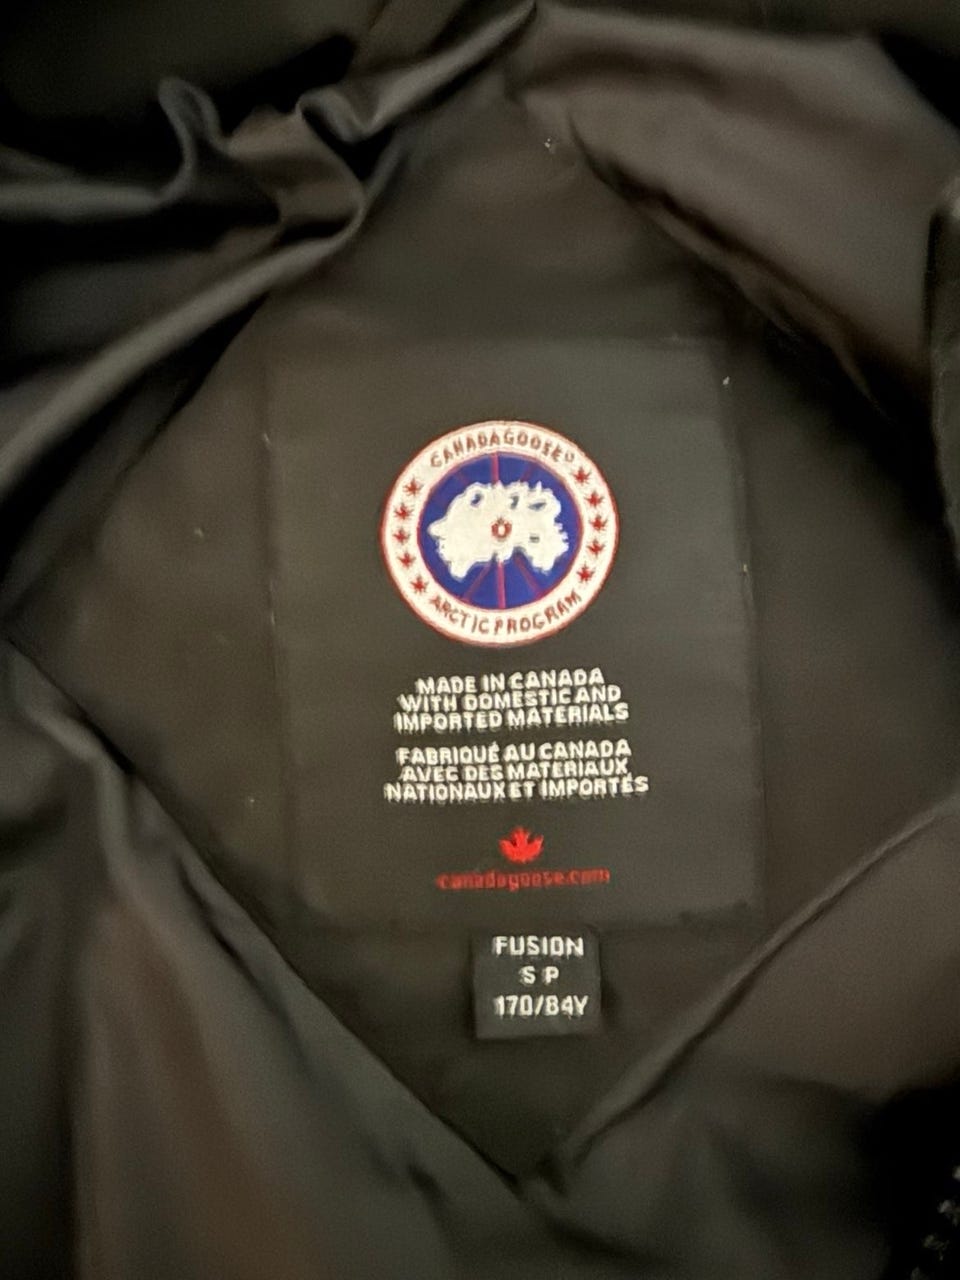 CANADA GOOSE
ARCTIC PROGRAM
MADE IN CANADA
WITH DOMESTIC AND
IMPORTED MATERIALS
FABRIQUÉ AU CANADA
AVEC DES MATERIAUX
NATIONAUX ET IMPORTÉS
canadagoose.com
FUSION
S P
170/84Y